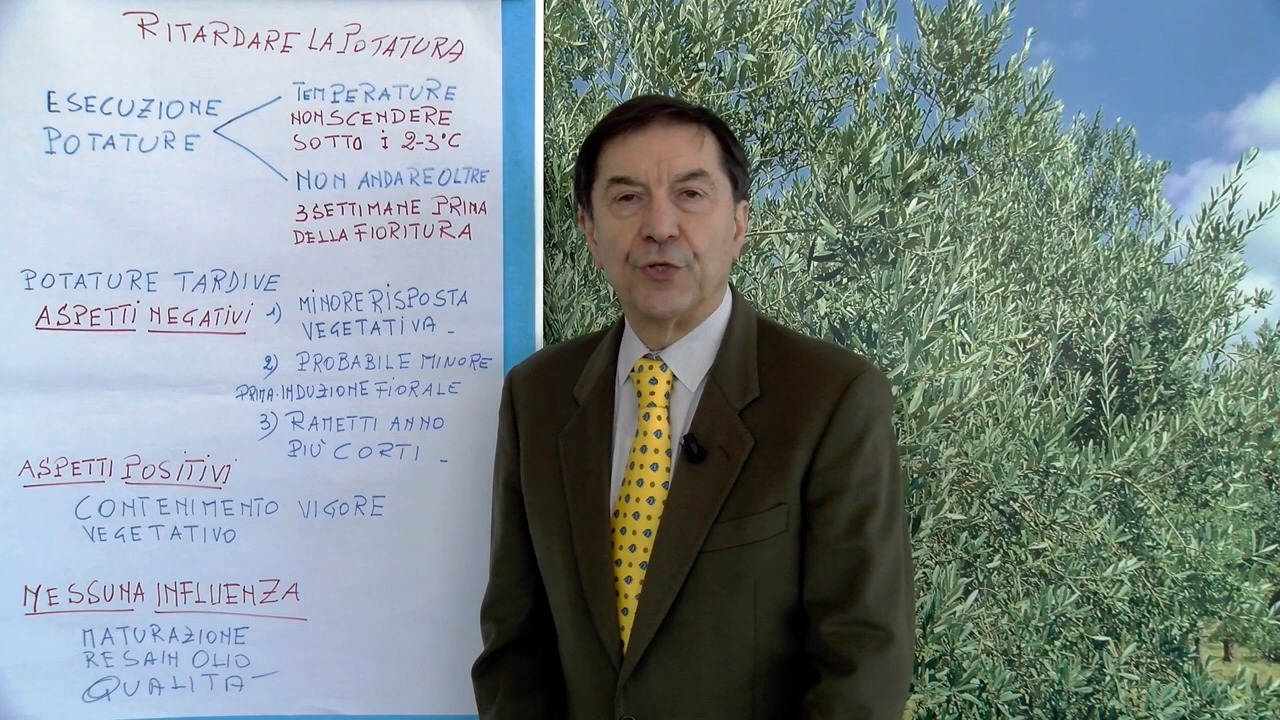 RITARDARE LA POTATURA
ESECUZIONE
POTATURE
TEMPERATURE
NON SCENDERE
SOTTO i 2-3°C
NON ANDARE OLTRE
3 SETTIMANE PRIMA
DELLA FIORITURA
POTATURE TARDIVE
ASPETTI NEGATIVI
1) MINORE RISPOSTA
VEGETATIVA -
2) PROBABILE MINORE
PRIMA INDUZIONE FIORALE
3) RAMETTI ANNO
PIÙ CORTI -
ASPETTI POSITIVI
CONTENIMENTO VIGORE
VEGETATIVO
NESSUNA INFLUENZA
MATURAZIONE
RESA IN OLIO
QUALITÀ